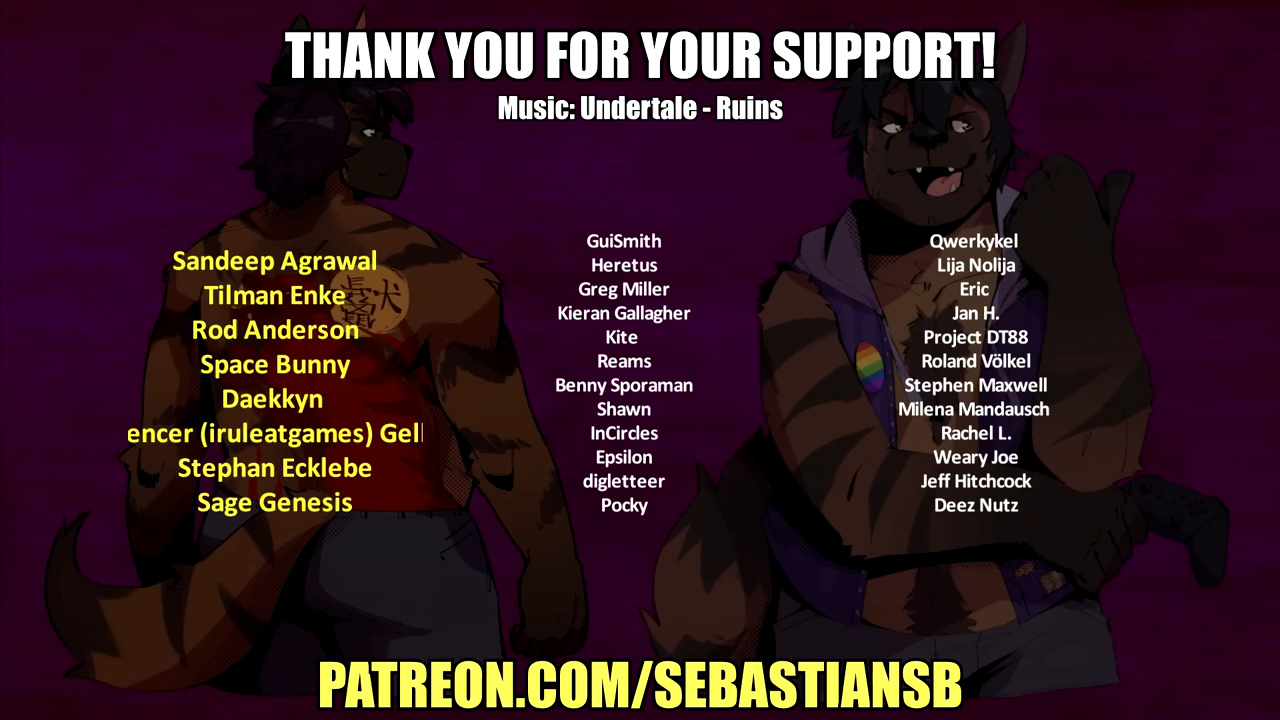 THANK YOU FOR YOUR SUPPORT!
Music: Undertale - Ruins
Sandeep Agrawal
Tilman Enke
Rod Anderson
Space Bunny
Daekkyn
encer (iruleatgames) Gell
Stephan Ecklebe
Sage Genesis
GuiSmith
Heretus
Greg Miller
Kieran Gallagher
Kite
Reams
Benny Sporaman
Shawn
InCircles
Epsilon
digletteer
Pocky
Qwerkykel
Lija Nolija
Eric
Jan H.
Project DT88
Roland Völkel
Stephen Maxwell
Milena Mandausch
Rachel L.
Weary Joe
Jeff Hitchcock
Deez Nutz
PATREON.COM/SEBASTIANSB